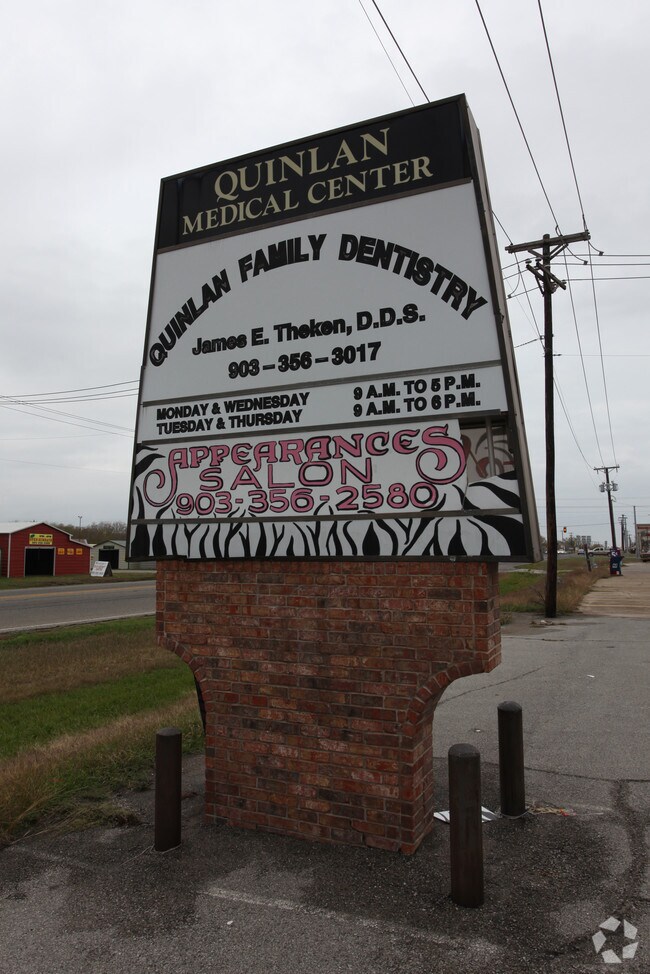 QUINLAN
MEDICAL CENTER
QUINLAN FAMILY DENTISTRY
James E. Theken, D.D.S.
903-356-3017
MONDAY & WEDNESDAY 9 A.M. TO 5 P.M.
TUESDAY & THURSDAY 9 A.M. TO 6 P.M.
APPEARANCES
SALON
903-356-2580